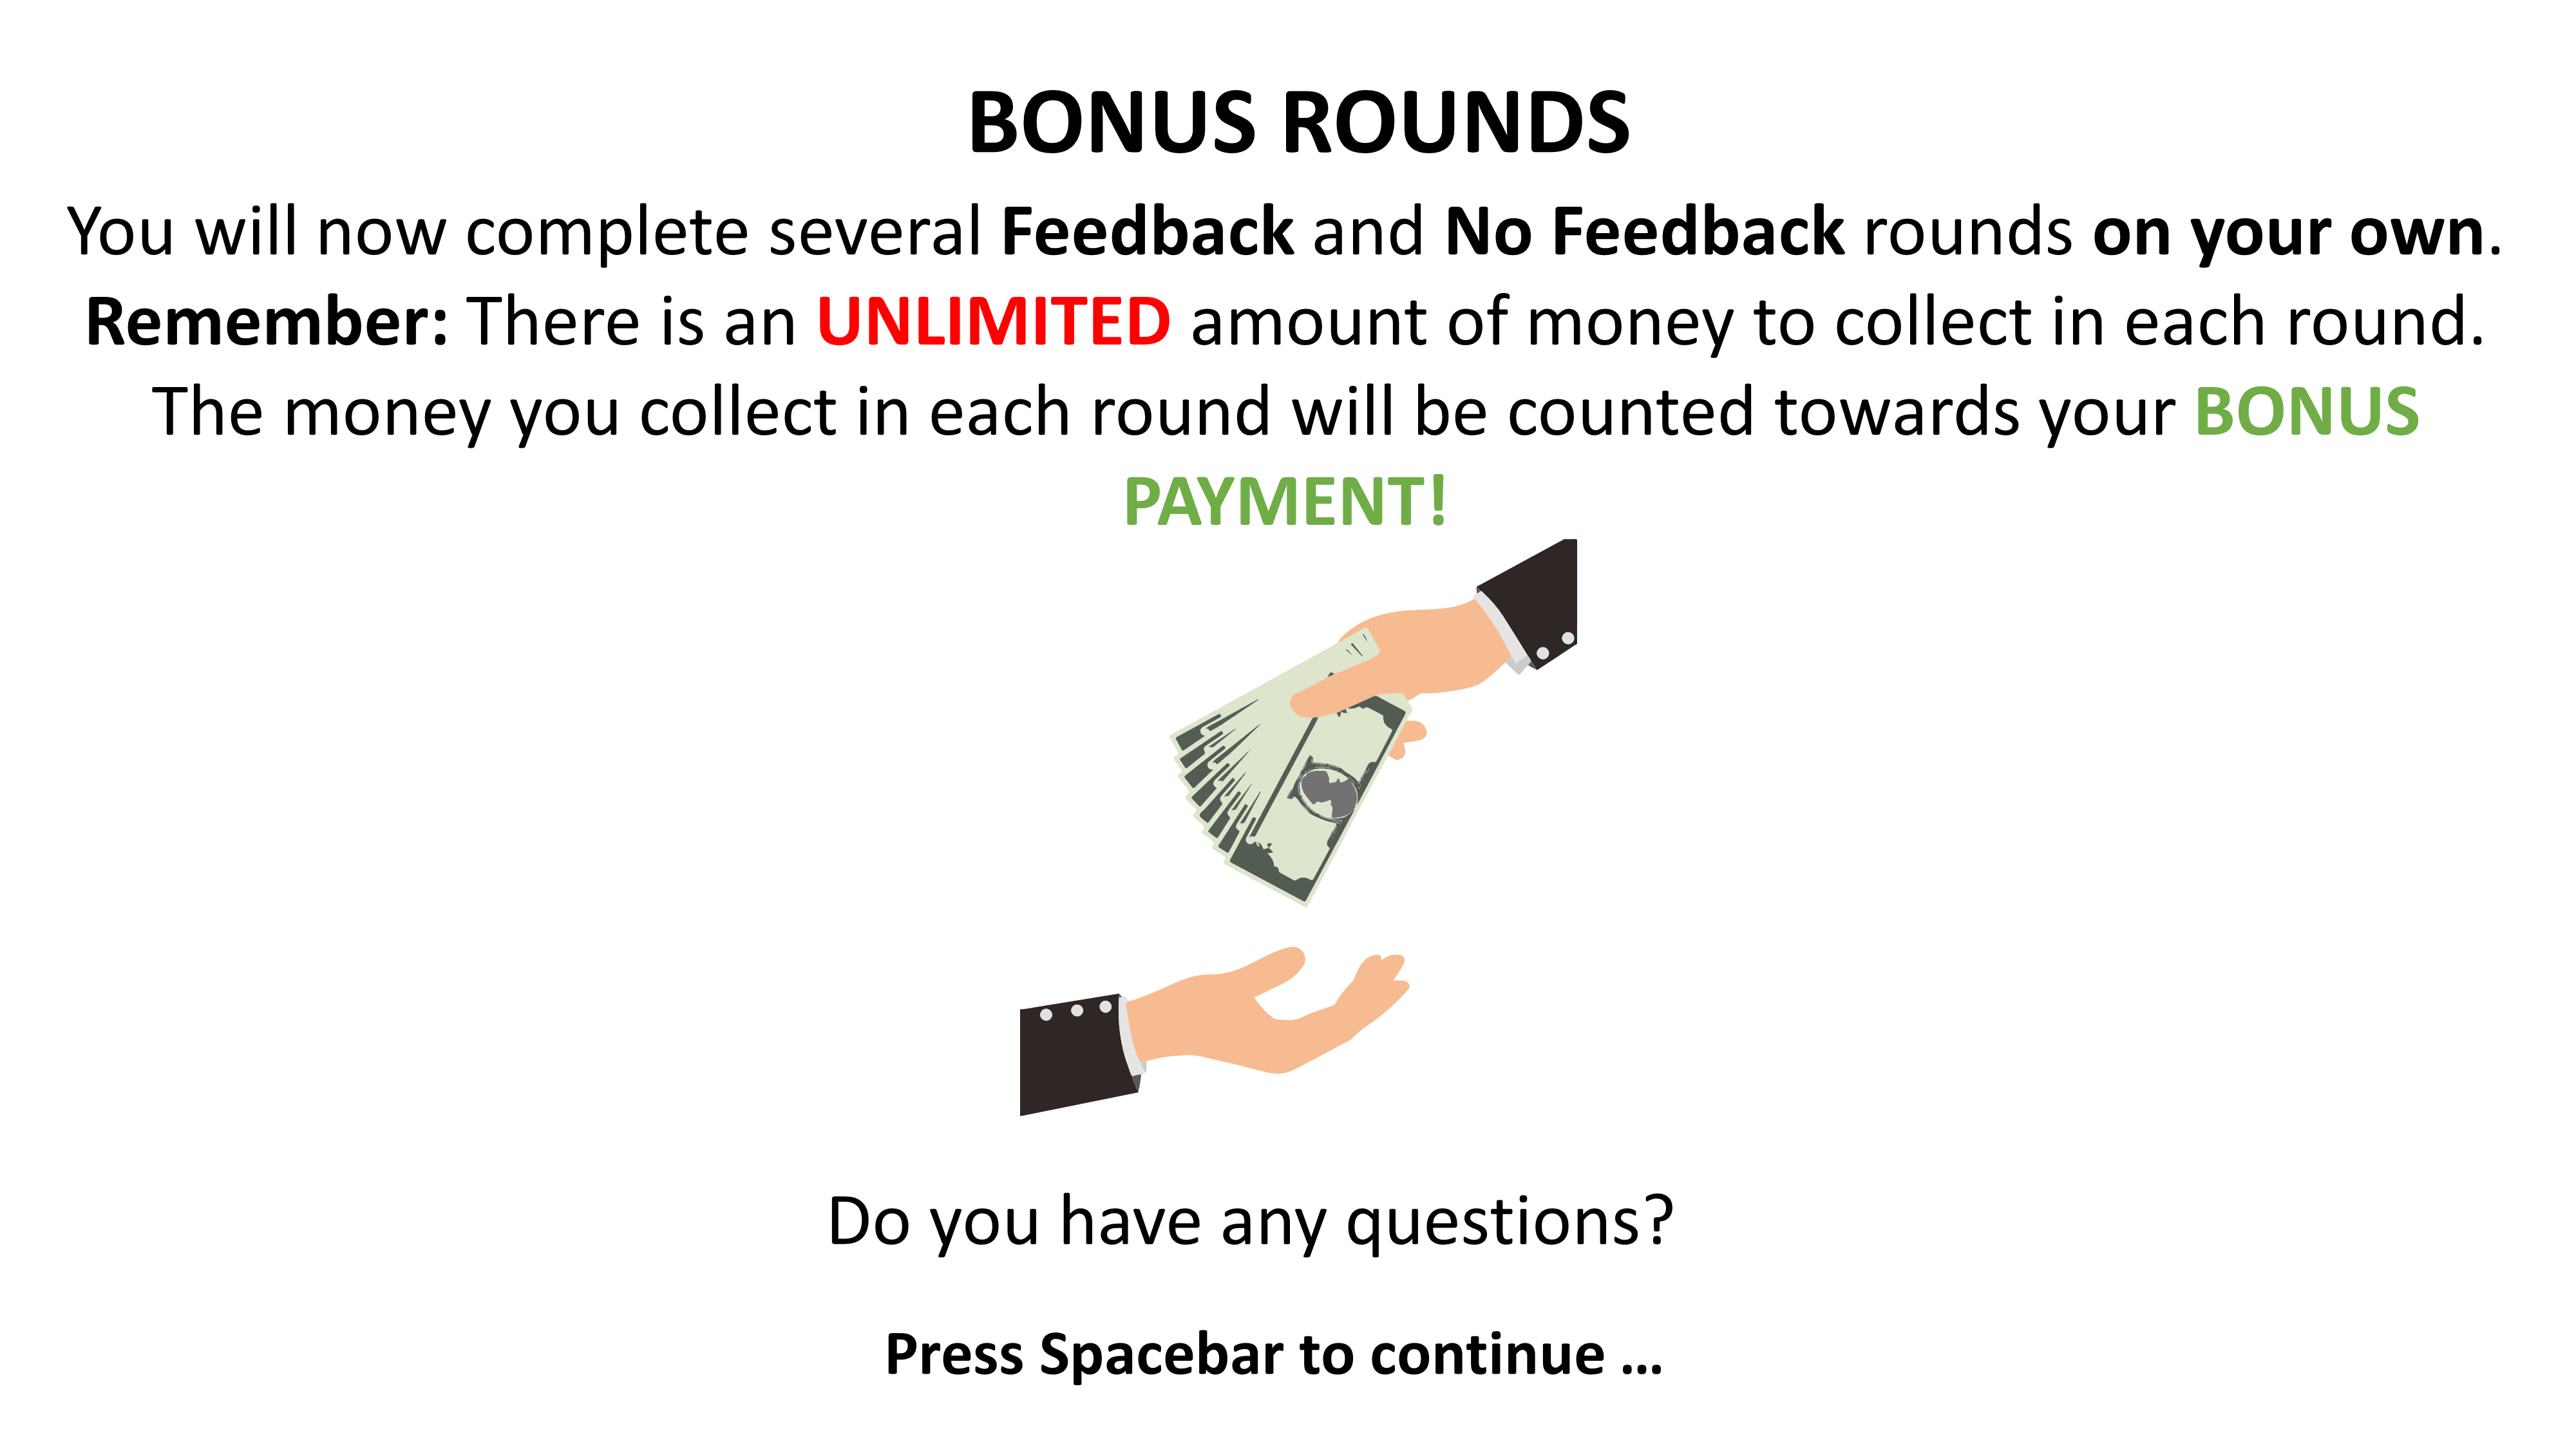 BONUS ROUNDS
You will now complete several Feedback and No Feedback rounds on your own.
Remember: There is an UNLIMITED amount of money to collect in each round.
The money you collect in each round will be counted towards your BONUS
PAYMENT!
Do you have any questions?
Press Spacebar to continue ...